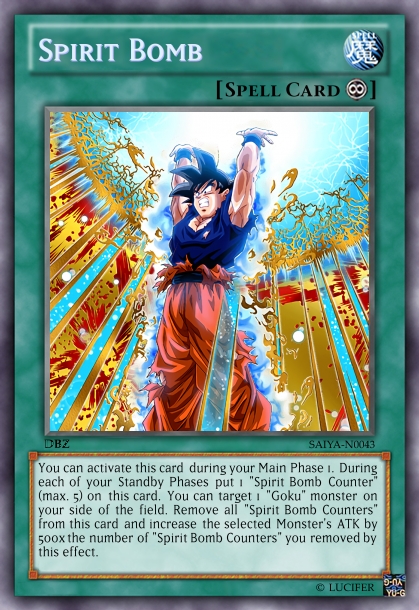 SPIRIT BOMB
魔
[SPELL CARD ]
DBZ
SAIYA-N0043
You can activate this card during your Main Phase 1. During
each of your Standby Phases put 1 "Spirit Bomb Counter"
(max. 5) on this card. You can target 1 "Goku" monster on
your side of the field. Remove all "Spirit Bomb Counters"
from this card and increase the selected Monster's ATK by
500x the number of "Spirit Bomb Counters" you removed by
this effect.
© LUCIFER